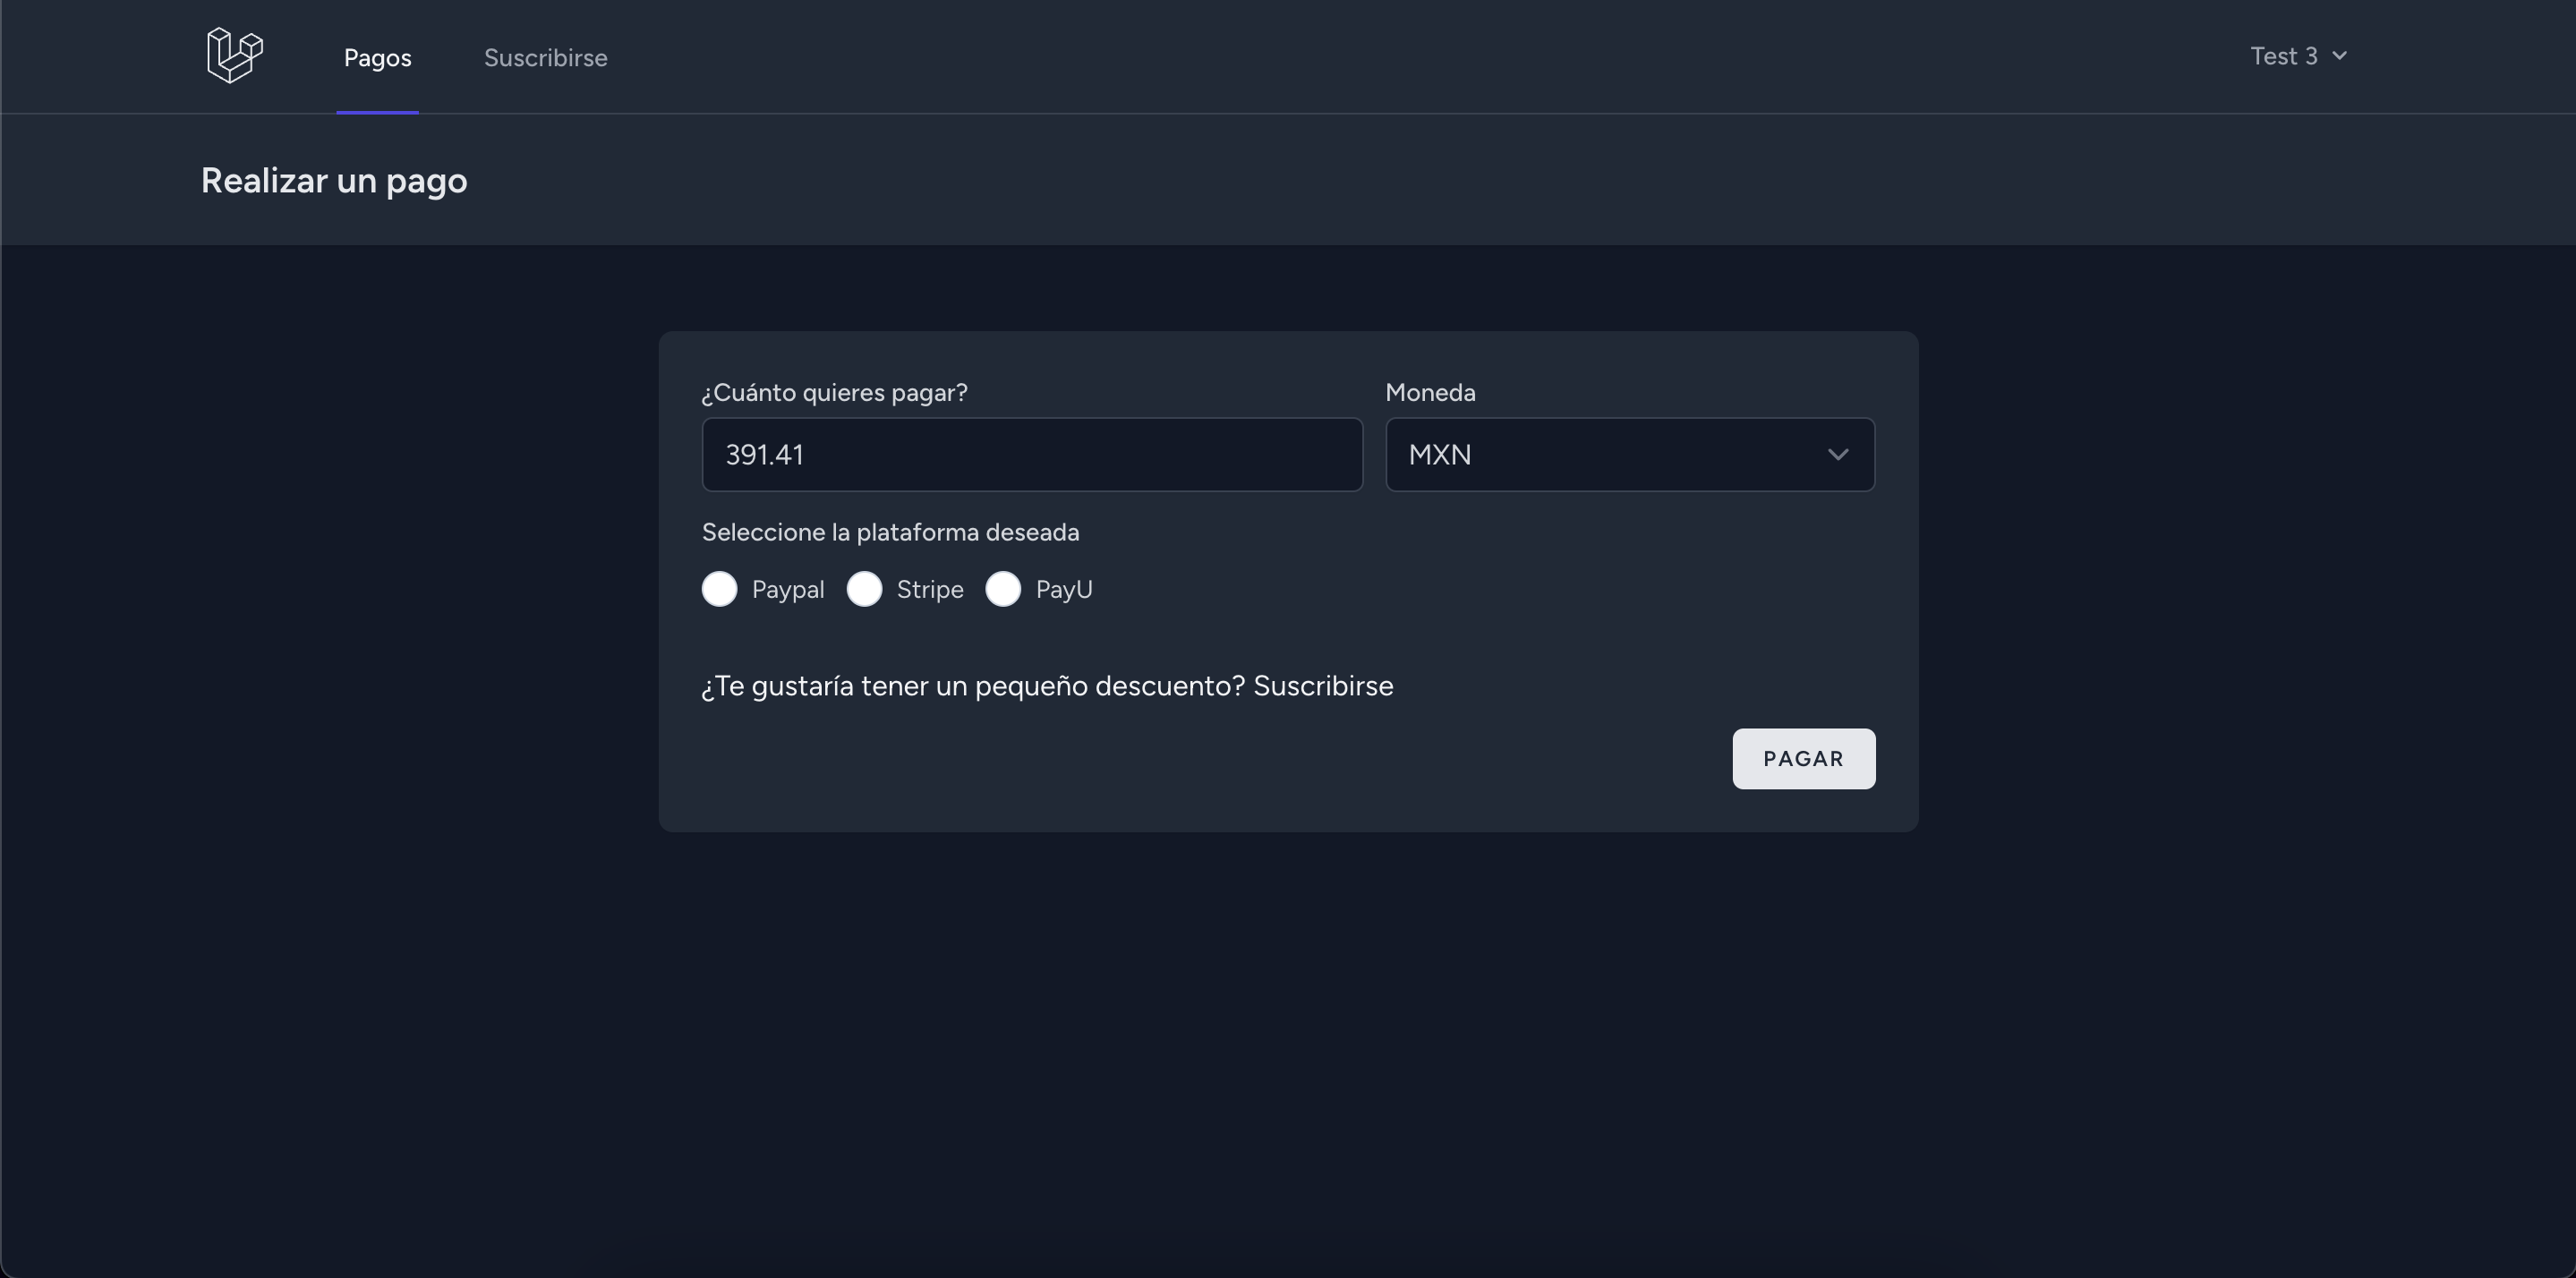 Pagos Suscribirse Test 3
Realizar un pago
¿Cuánto quieres pagar? Moneda
391.41 MXN
Seleccione la plataforma deseada
Paypal Stripe PayU
¿Te gustaría tener un pequeño descuento? Suscribirse
PAGAR